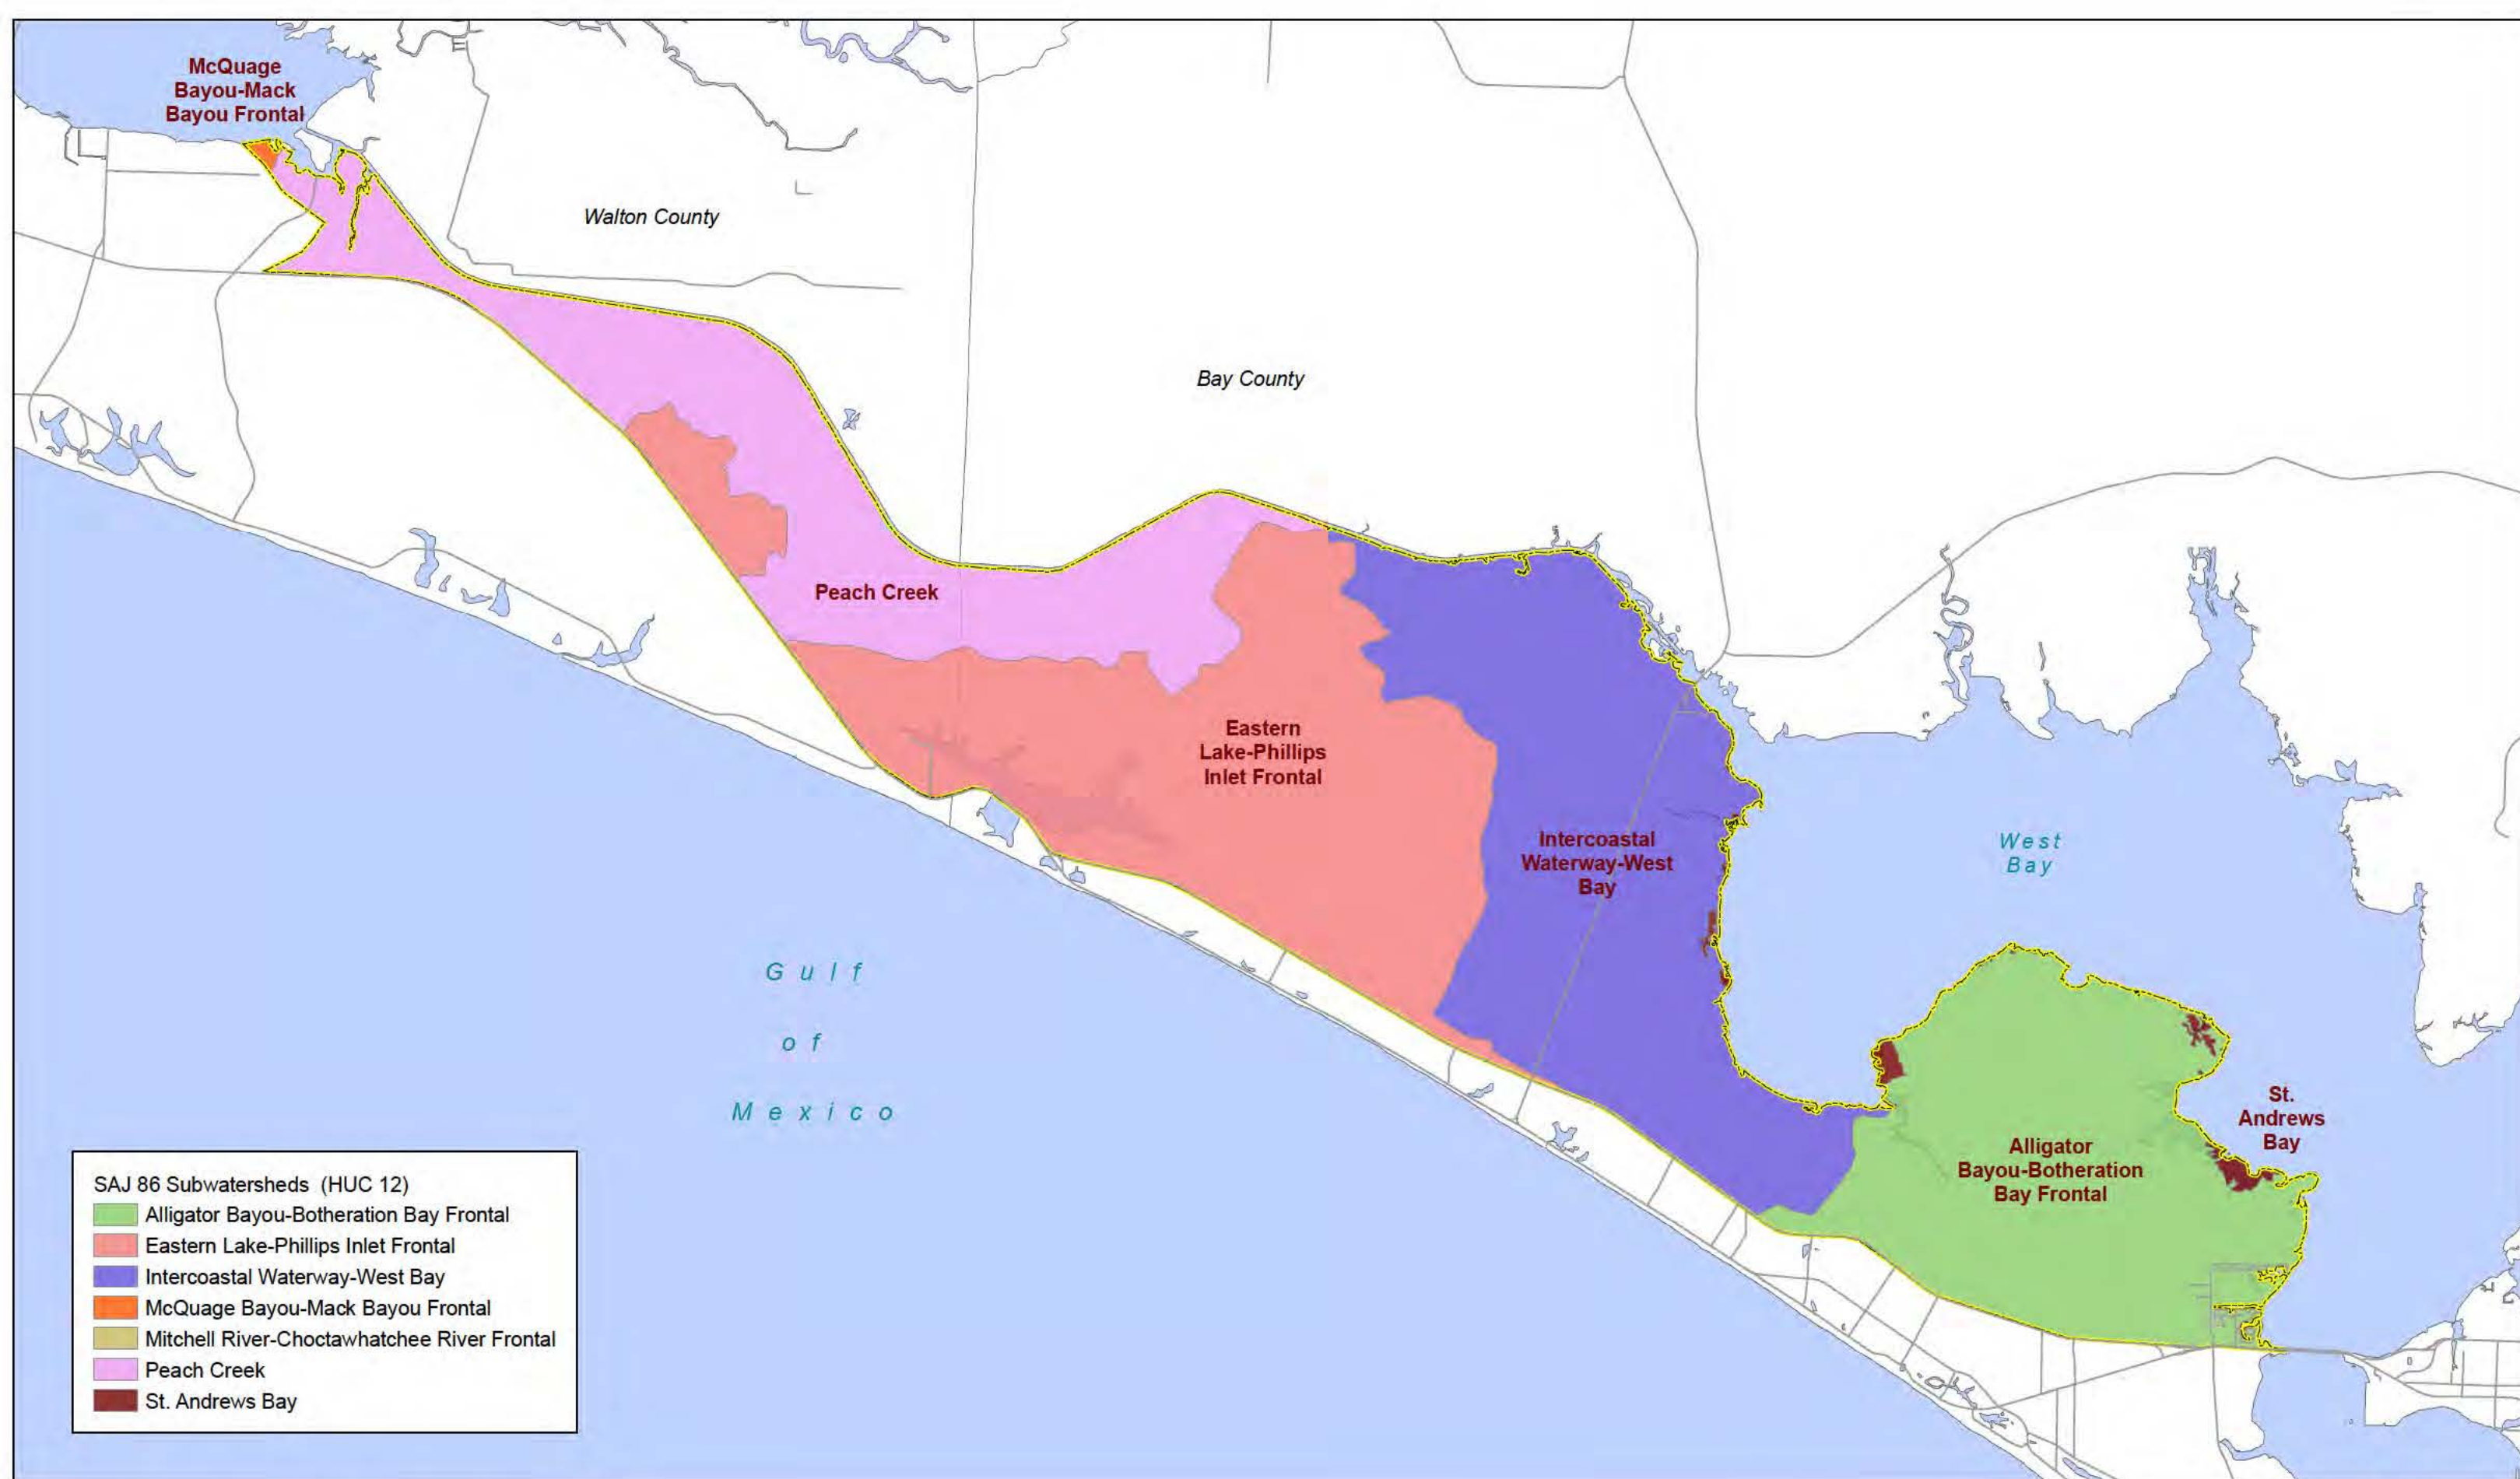 McQuage
Bayou-Mack
Bayou Frontal
Walton County
Bay County
Peach Creek
Eastern
Lake-Phillips
Inlet Frontal
Intercoastal
Waterway-West
Bay
West
Bay
Gulf
of
Mexico
St.
Andrews
Bay
Alligator
Bayou-Botheration
Bay Frontal
SAJ 86 Subwatersheds (HUC 12)
Alligator Bayou-Botheration Bay Frontal
Eastern Lake-Phillips Inlet Frontal
Intercoastal Waterway-West Bay
McQuage Bayou-Mack Bayou Frontal
Mitchell River-Choctawhatchee River Frontal
Peach Creek
St. Andrews Bay